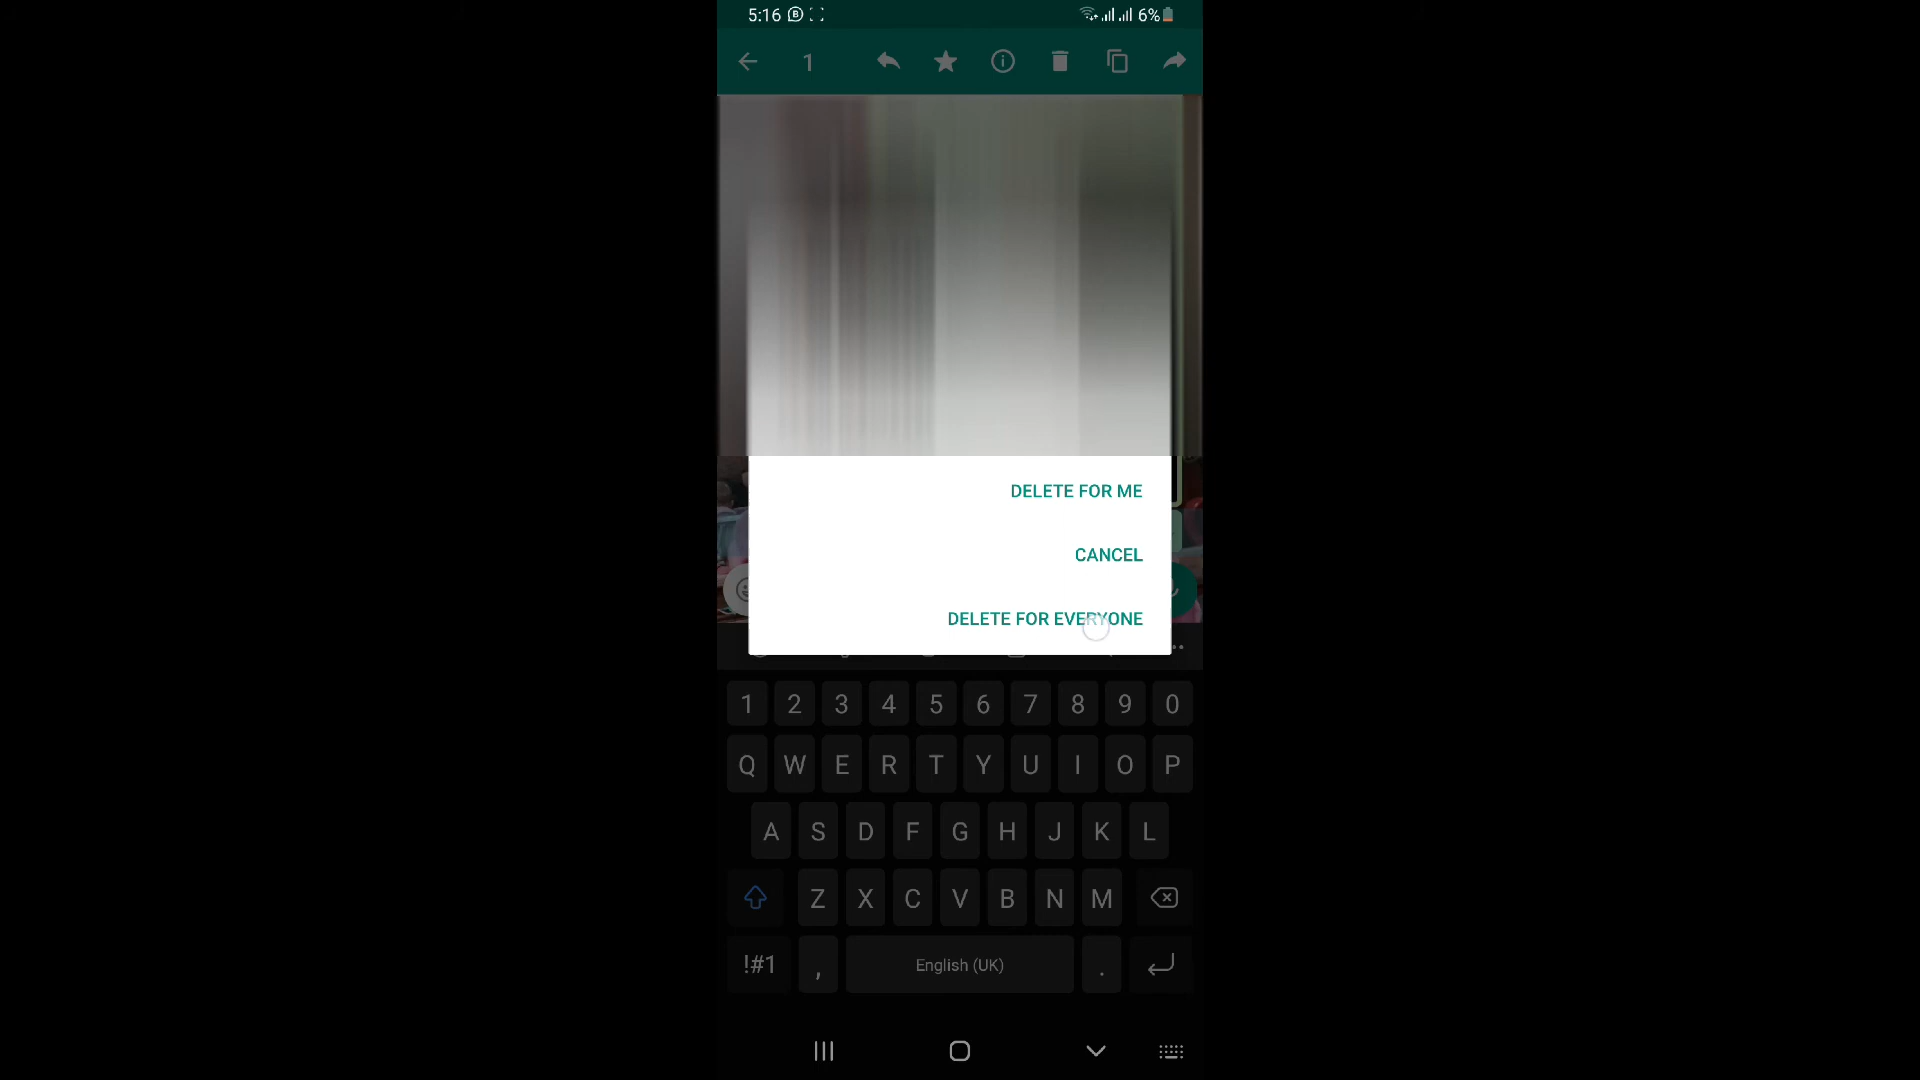 5:16 6%
1
DELETE FOR ME
CANCEL
DELETE FOR EVERYONE
1 2 3 4 5 6 7 8 9 0
Q W E R T Y U I O P
A S D F G H J K L
Z X C V B N M
!#1 , English (UK) .